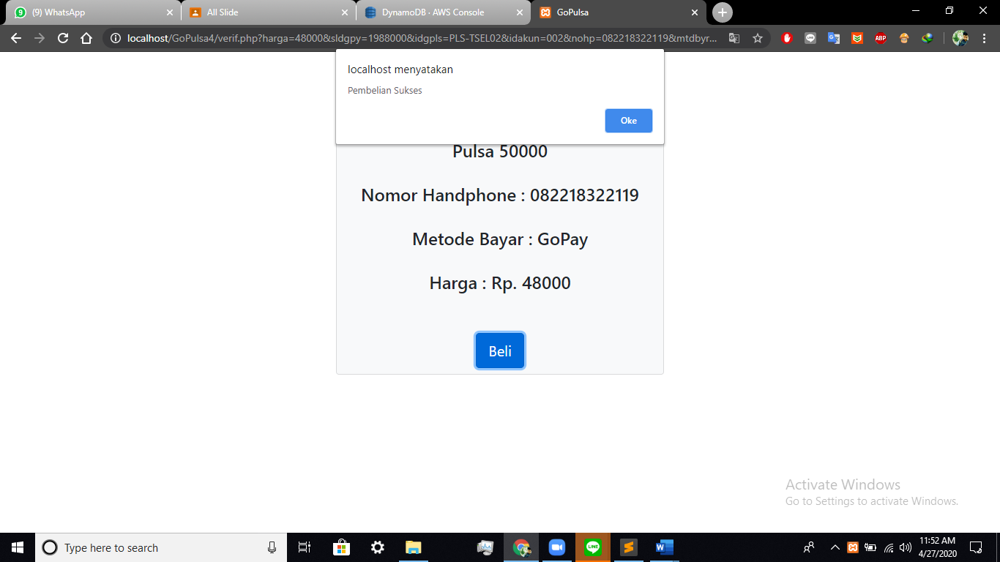 9 (9) WhatsApp
All Slide
DynamoDB · AWS Console
GoPulsa
localhost/GoPulsa4/verif.php?harga=48000&sldgpy=1988000&idgpls=PLS-TSEL02&idakun=002&nohp=082218322119&mtdbyr...
ABP
localhost menyatakan
Pembelian Sukses
Oke
Pulsa 50000
Nomor Handphone : 082218322119
Metode Bayar : GoPay
Harga : Rp. 48000
Beli
Activate Windows
Go to Settings to activate Windows.
Type here to search
LINE
11:52 AM
4/27/2020